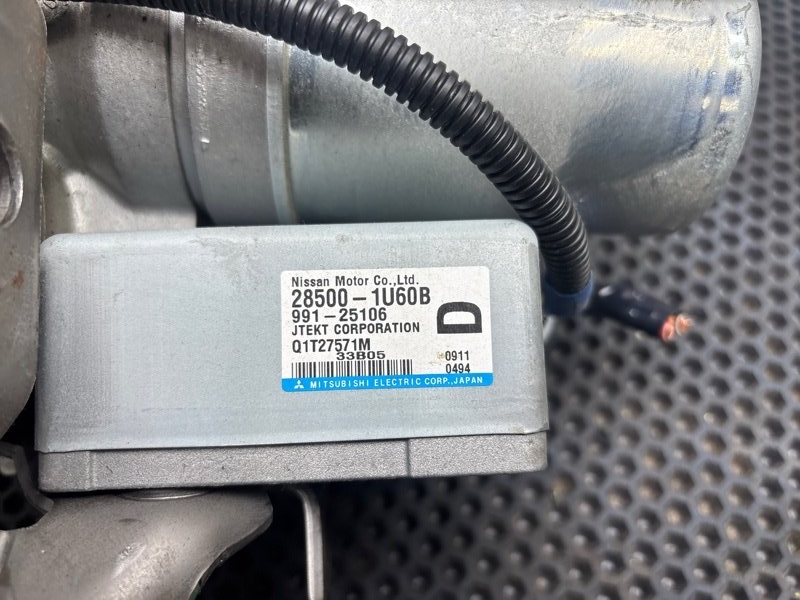 Nissan Motor Co.,Ltd.
28500-1U60B
991-25106
JTEKT CORPORATION
D
Q1T27571M
33B05
0911
0494
MITSUBISHI ELECTRIC CORP.,JAPAN